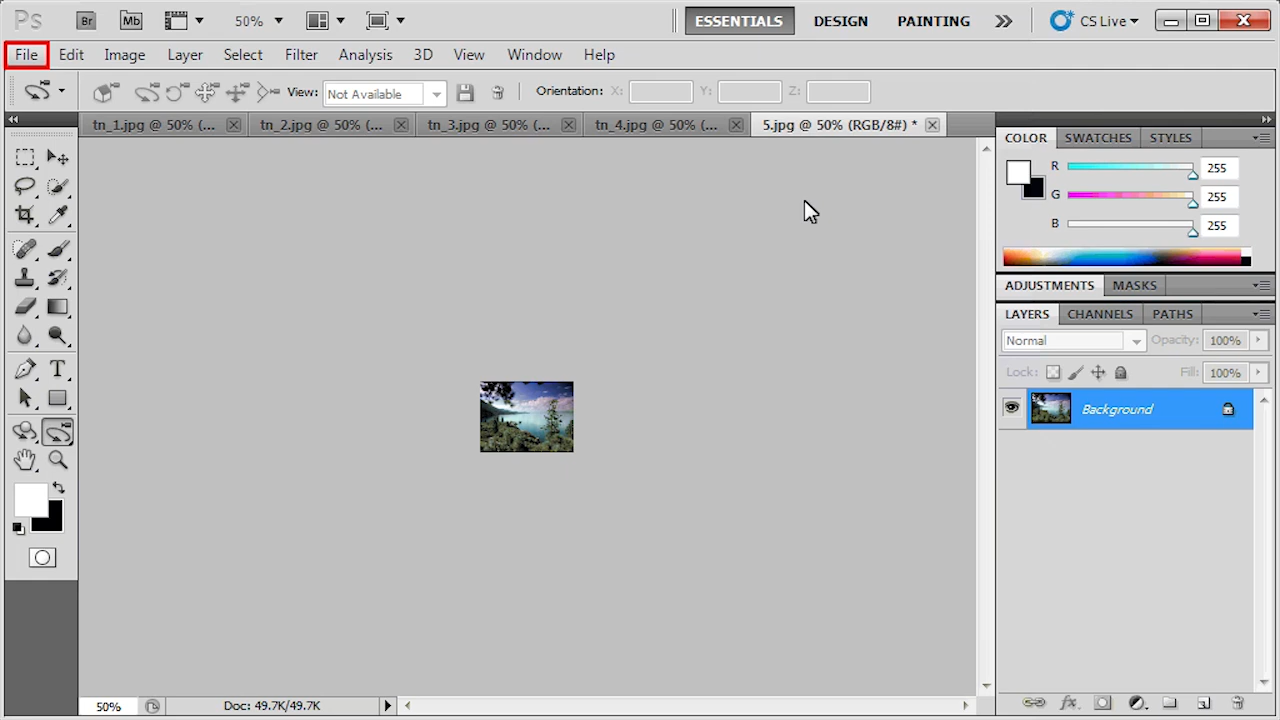 Ps Br Mb 50% ESSENTIALS DESIGN PAINTING CS Live
File Edit Image Layer Select Filter Analysis 3D View Window Help
View: Not Available Orientation: X: Y: Z:
tn_1.jpg @ 50% (... tn_2.jpg @ 50% (... tn_3.jpg @ 50% (... tn_4.jpg @ 50% (... 5.jpg @ 50% (RGB/8#) *
COLOR SWATCHES STYLES
R 255
G 255
B 255
ADJUSTMENTS MASKS
LAYERS CHANNELS PATHS
Normal Opacity: 100%
Lock: Fill: 100%
Background
T
50% Doc: 49.7K/49.7K